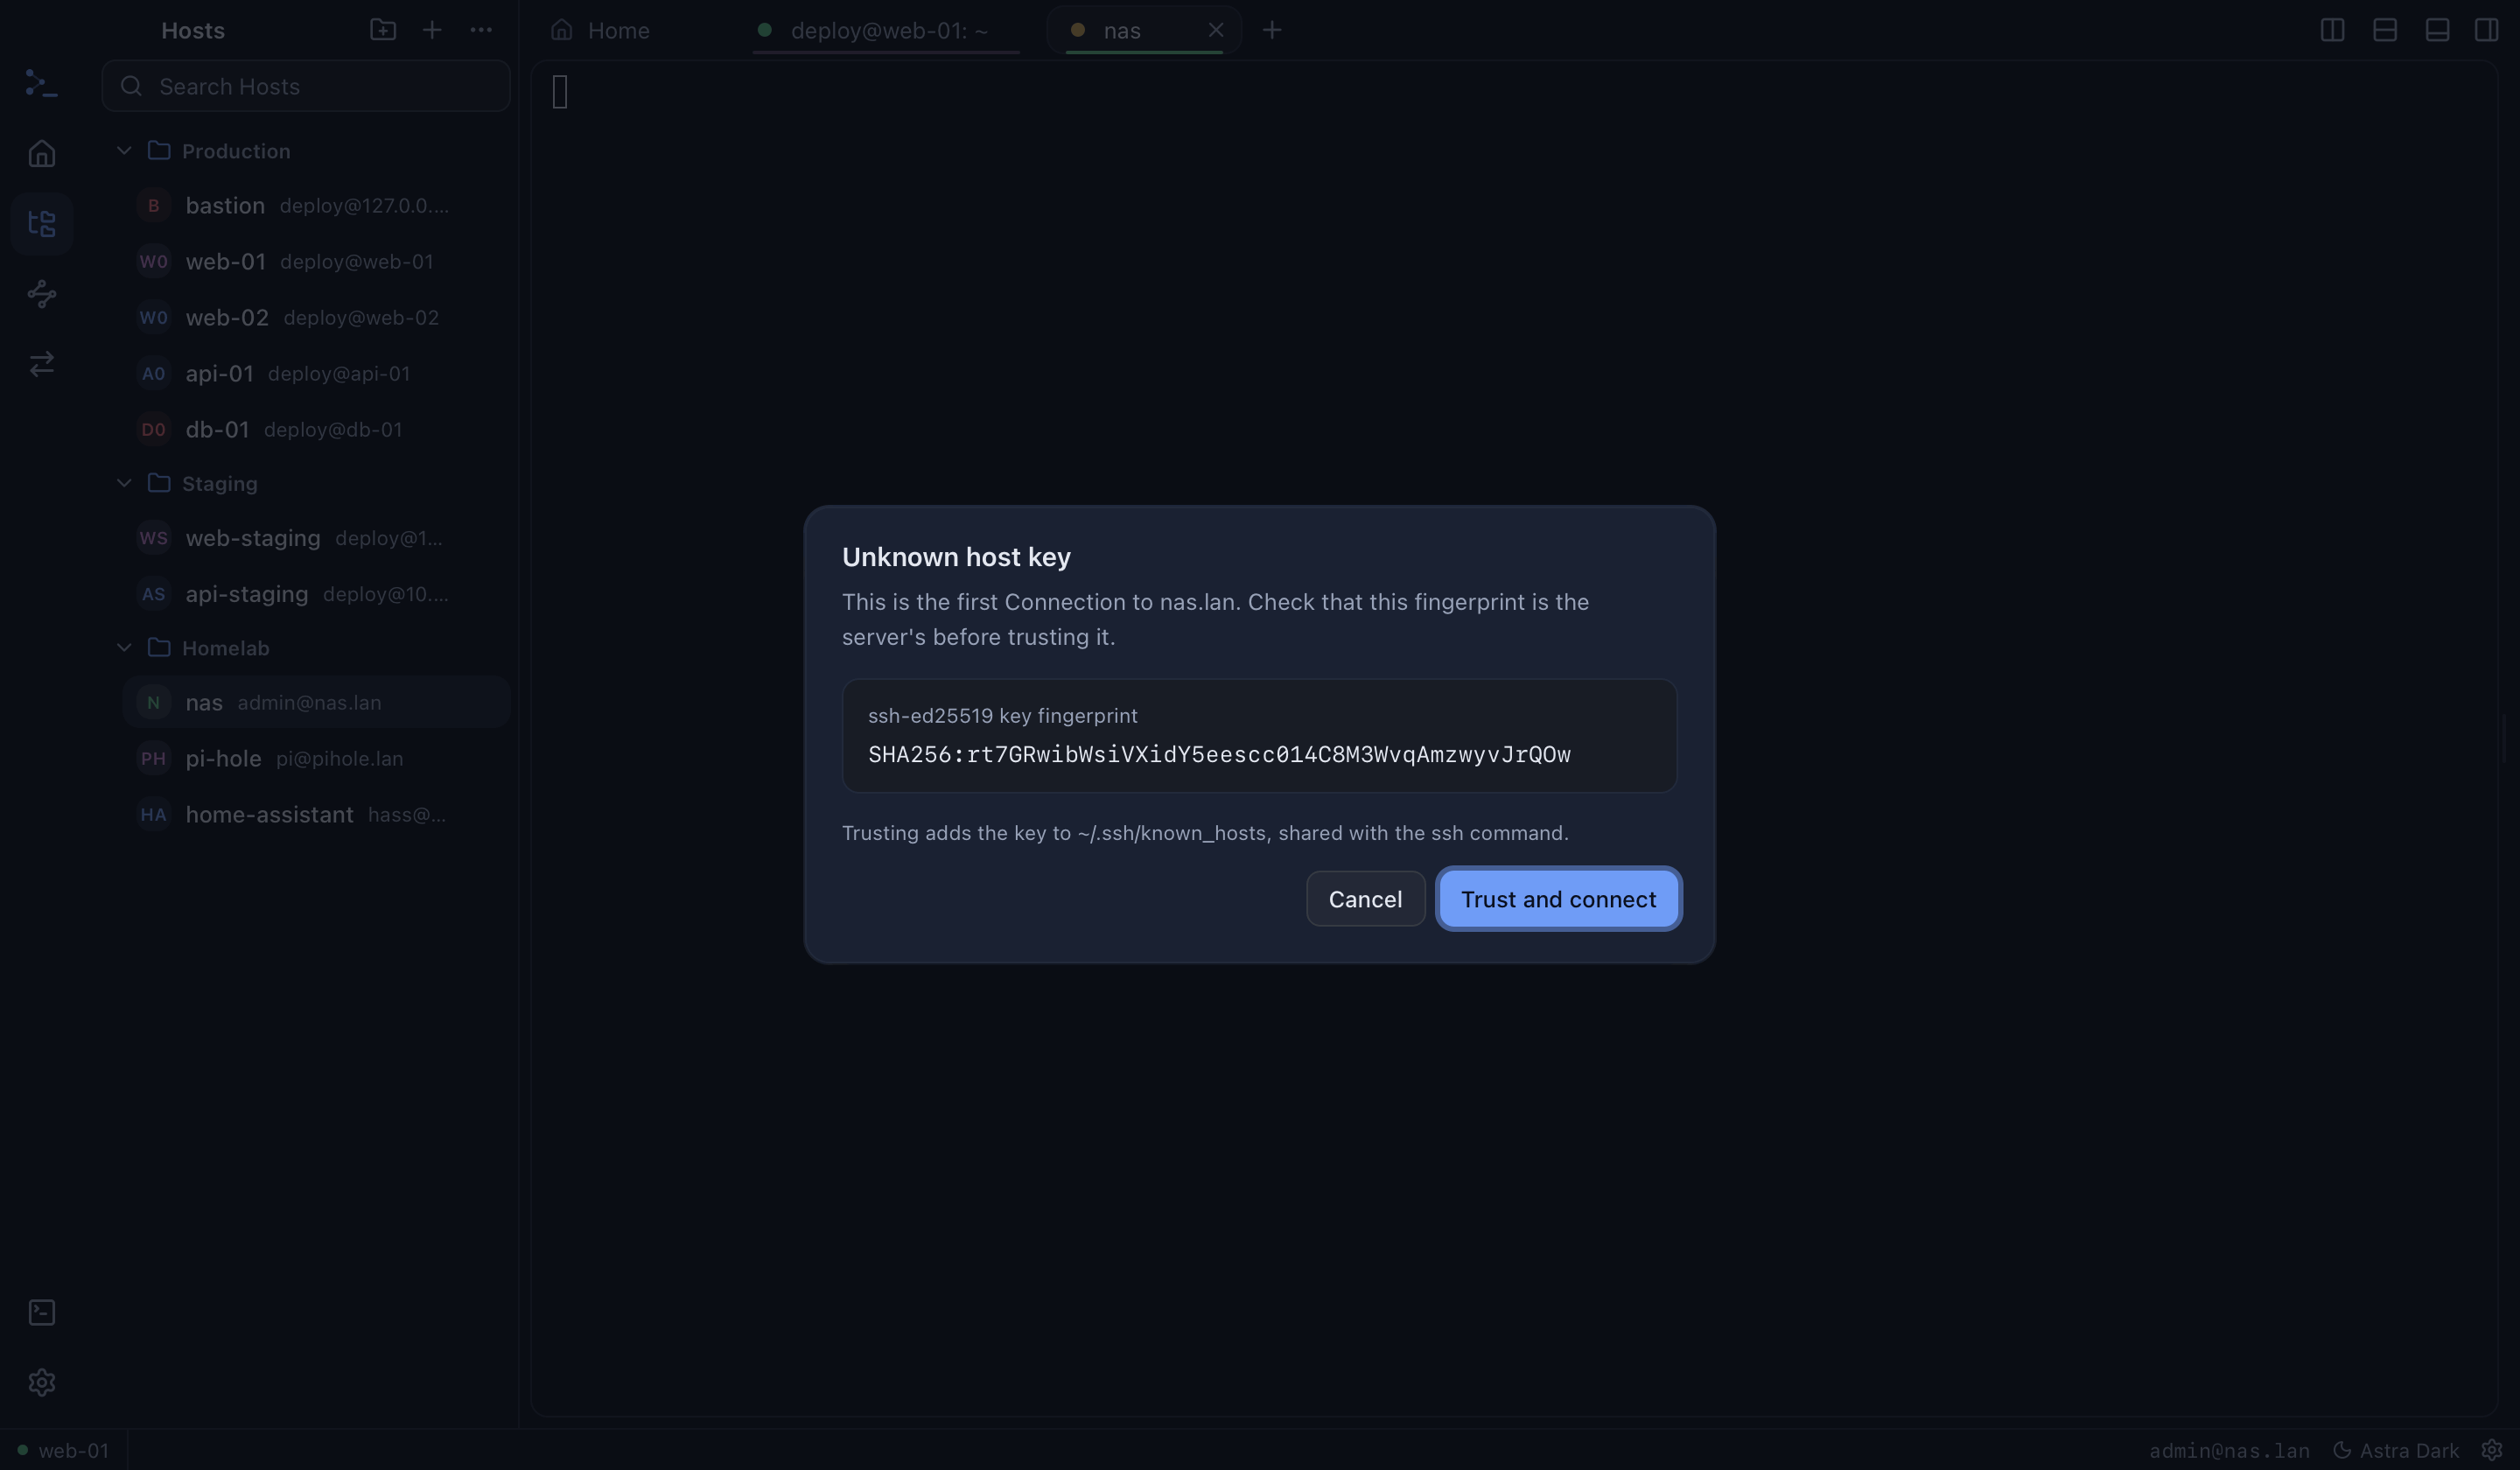 Hosts
Home
deploy@web-01: ~
nas
Search Hosts
Production
B bastion deploy@127.0.0....
W0 web-01 deploy@web-01
W0 web-02 deploy@web-02
A0 api-01 deploy@api-01
D0 db-01 deploy@db-01
Staging
WS web-staging deploy@1...
AS api-staging deploy@10....
Homelab
N nas admin@nas.lan
PH pi-hole pi@pihole.lan
HA home-assistant hass@...
Unknown host key
This is the first Connection to nas.lan. Check that this fingerprint is the
server's before trusting it.
ssh-ed25519 key fingerprint
SHA256:rt7GRwibWsiVXidY5eescc014C8M3WvqAmzwyvJrQOw
Trusting adds the key to ~/.ssh/known_hosts, shared with the ssh command.
Cancel
Trust and connect
web-01
admin@nas.lan
Astra Dark